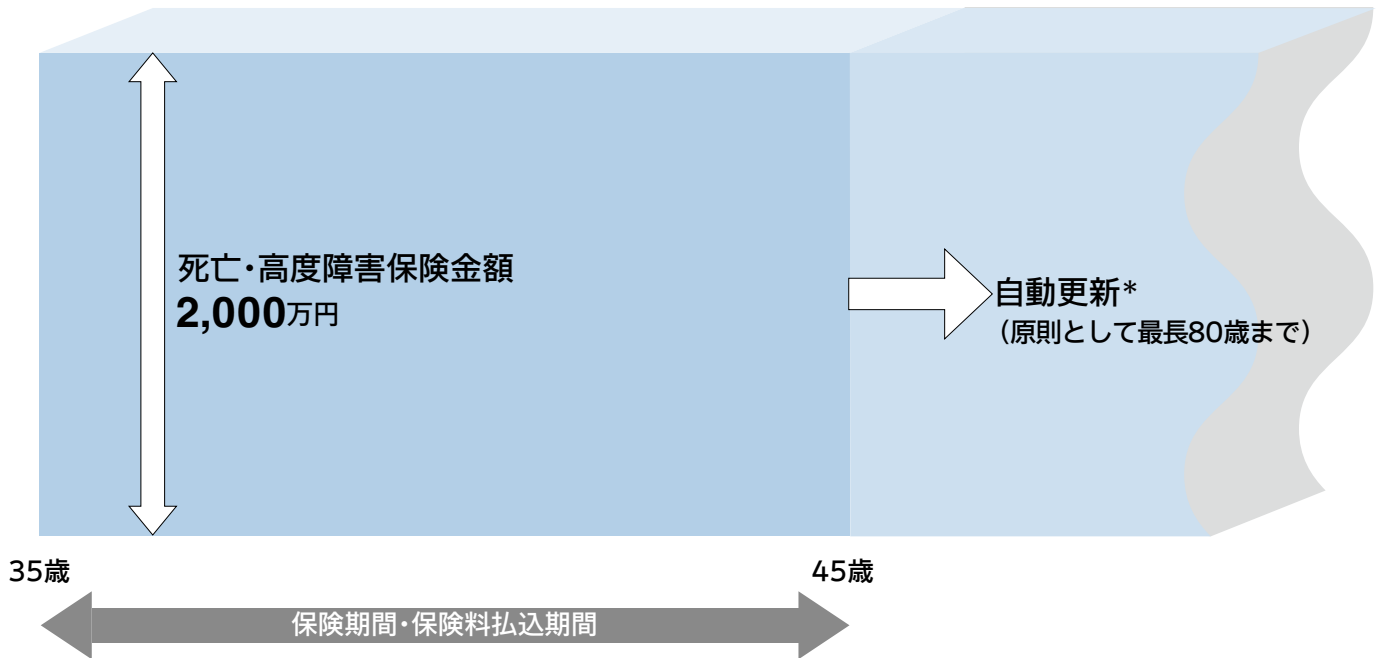 死亡・高度障害保険金額
2,000万円
自動更新*
（原則として最長80歳まで）
35歳
45歳
保険期間・保険料払込期間